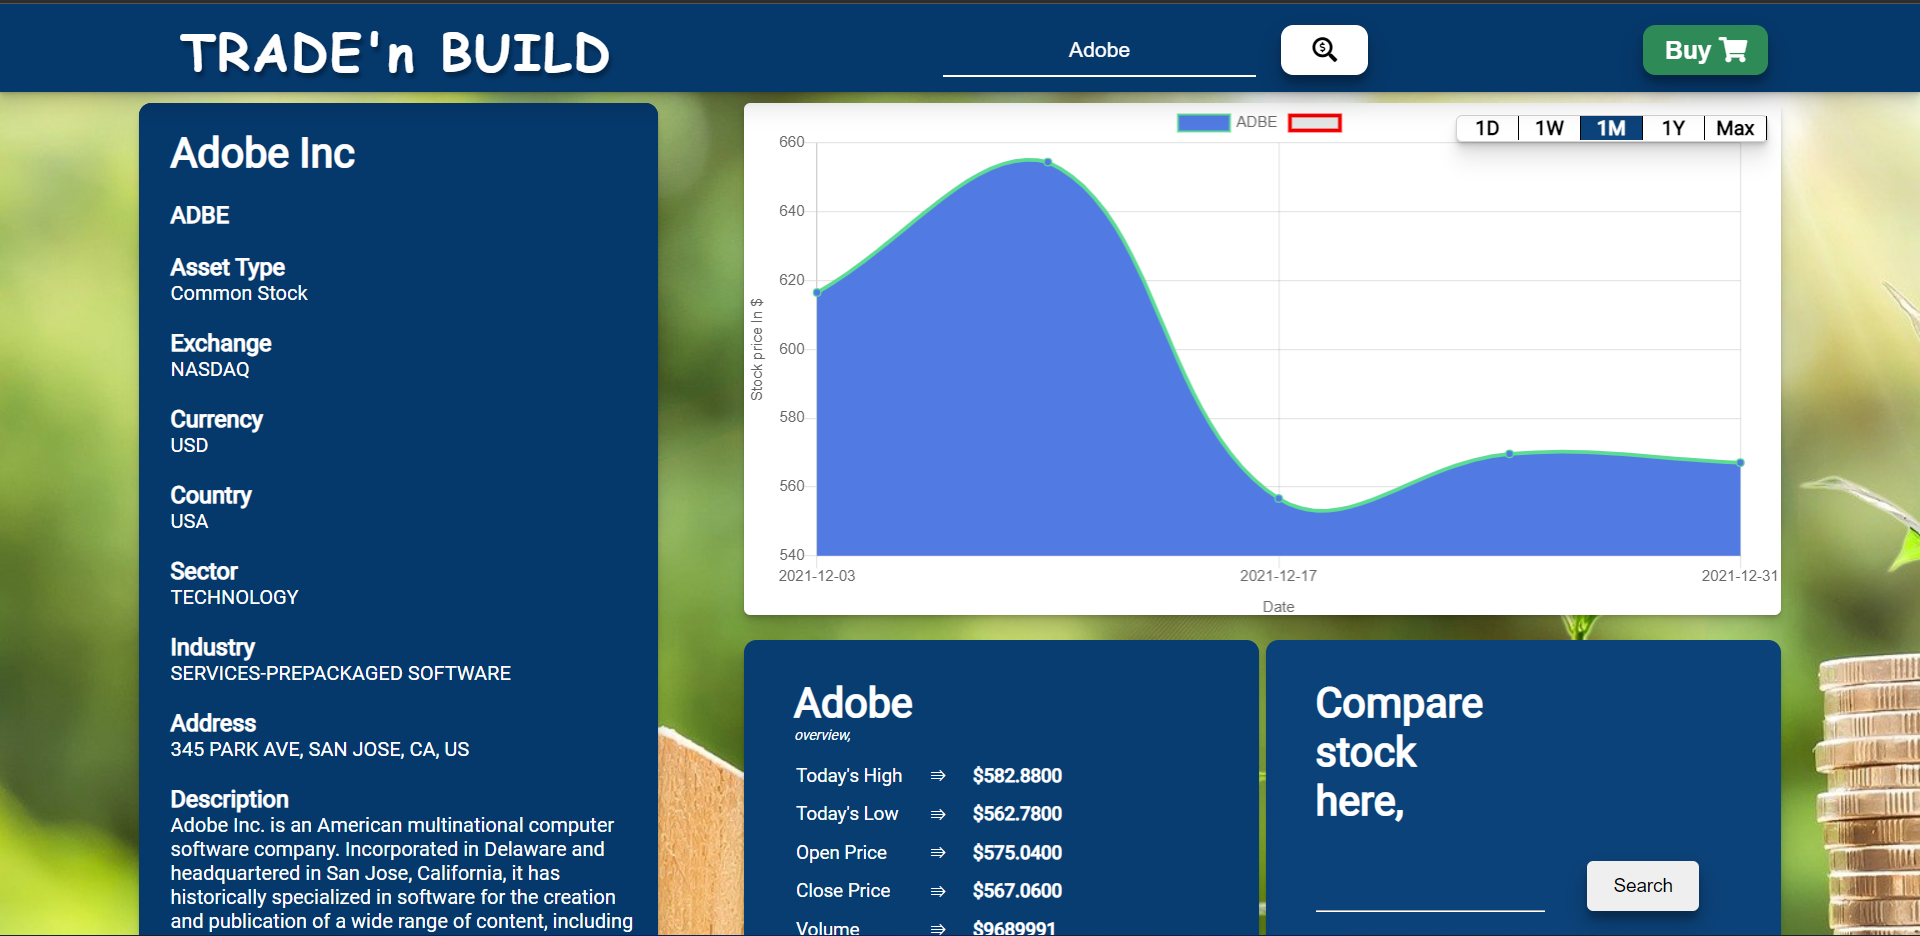 TRADE'n BUILD
Adobe
Buy
Adobe Inc
ADBE
Asset Type
Common Stock
Exchange
NASDAQ
Currency
USD
Country
USA
Sector
TECHNOLOGY
Industry
SERVICES-PREPACKAGED SOFTWARE
Address
345 PARK AVE, SAN JOSE, CA, US
Description
Adobe Inc. is an American multinational computer
software company. Incorporated in Delaware and
headquartered in San Jose, California, it has
historically specialized in software for the creation
and publication of a wide range of content, including
ADBE
1D 1W 1M 1Y Max
660
640
620
600
580
560
540
Stock price In $
2021-12-03 2021-12-17 2021-12-31
Date
Adobe
overview,
Today's High ⇛ $582.8800
Today's Low ⇛ $562.7800
Open Price ⇛ $575.0400
Close Price ⇛ $567.0600
Volume ⇛ $9689991
Compare
stock
here,
Search